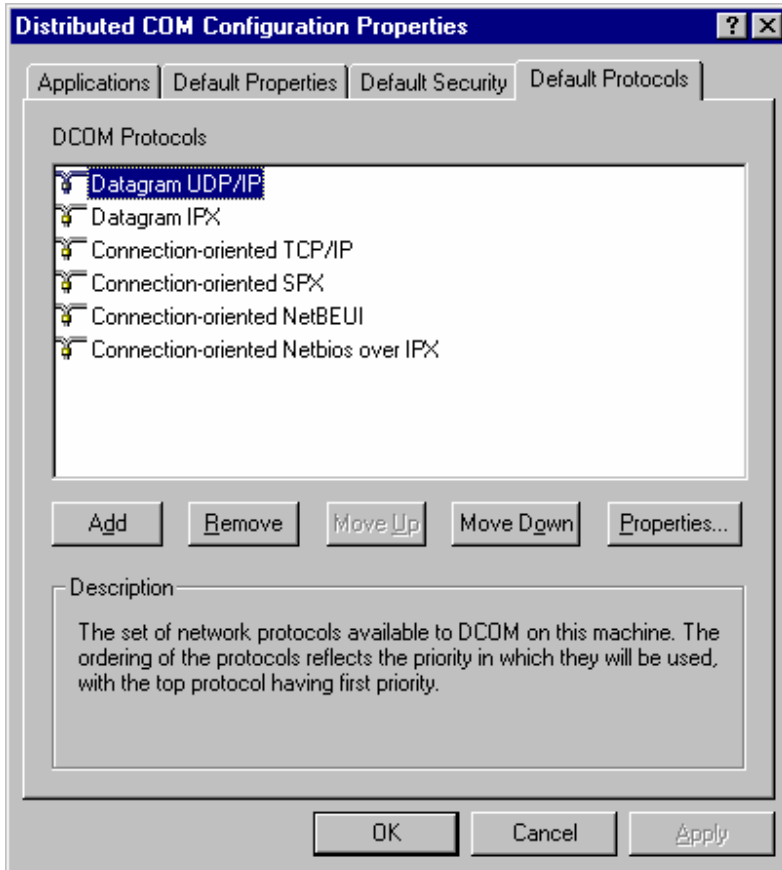 Distributed COM Configuration Properties
Applications Default Properties Default Security Default Protocols
DCOM Protocols
Datagram UDP/IP
Datagram IPX
Connection-oriented TCP/IP
Connection-oriented SPX
Connection-oriented NetBEUI
Connection-oriented Netbios over IPX
Add Remove Move Up Move Down Properties...
Description
The set of network protocols available to DCOM on this machine. The
ordering of the protocols reflects the priority in which they will be used,
with the top protocol having first priority.
OK Cancel Apply